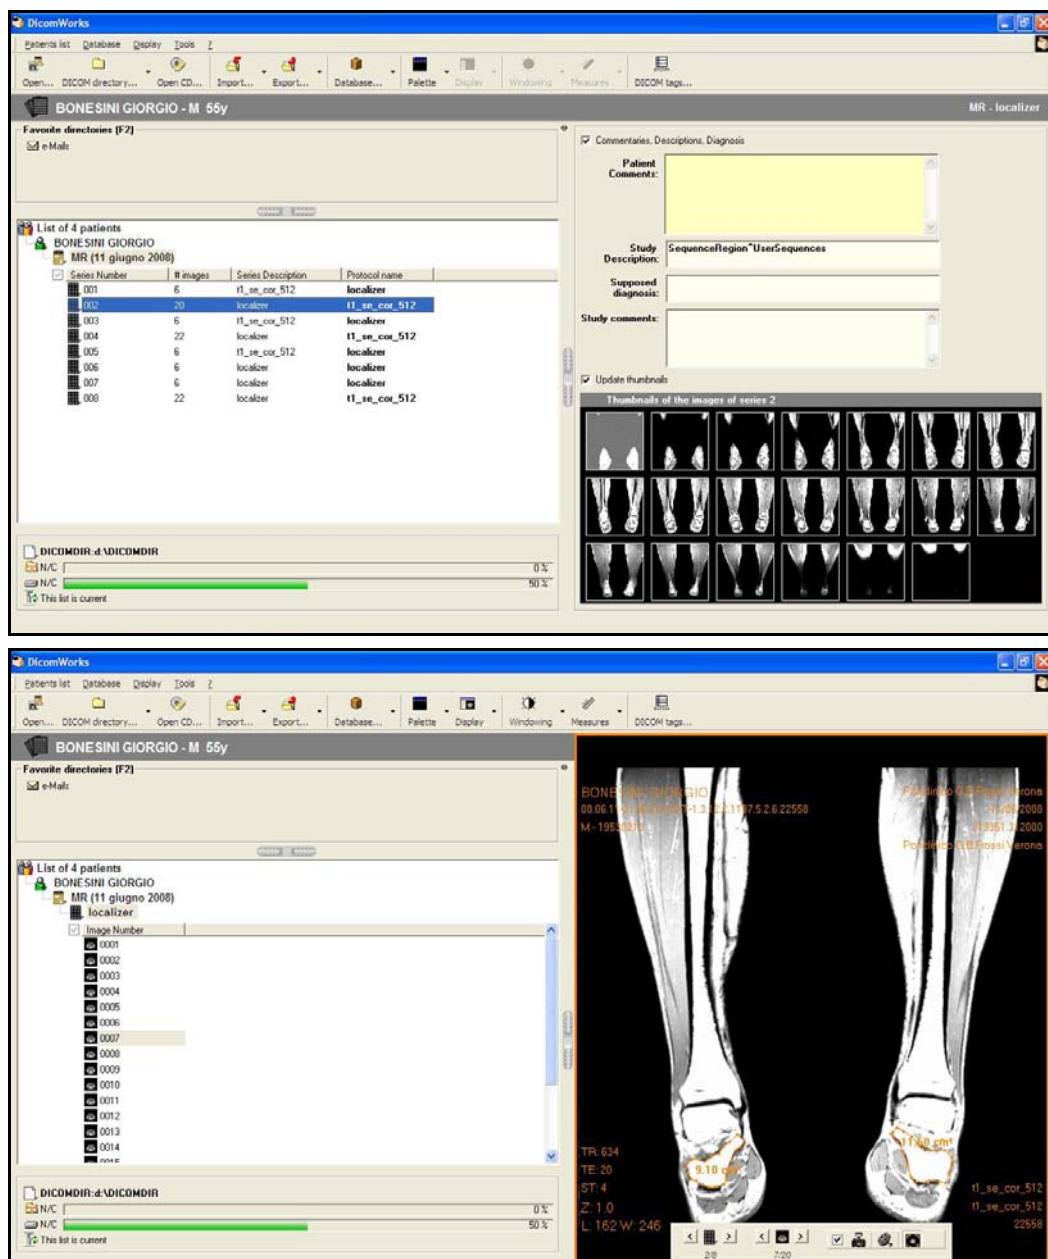 DicomWorks
Patients list Database Display Tools ?
Open... DICOM directory... Open CD... Import... Export... Database... Palette Display Windowing Measures DICOM tags...
BONESINI GIORGIO - M 55y MR - localizer
Favorite directories [F2]
e-Mails
Commentaries, Descriptions, Diagnosis
Patient Comments:
List of 4 patients
BONESINI GIORGIO
MR (11 giugno 2008)
Study Description: SequenceRegion^UserSequences
Supposed diagnosis:
Study comments:
Series Number # images Series Description Protocol name
001 6 t1_se_cor_512 localizer
002 20 localizer t1_se_cor_512
003 6 t1_se_cor_512 localizer
004 22 localizer t1_se_cor_512
005 6 t1_se_cor_512 localizer
006 6 localizer localizer
007 6 localizer localizer
008 22 localizer t1_se_cor_512
Update thumbnails
Thumbnails of the images of series 2
DICOMDIR:d:\DICOMDIR
N/C 0 %
N/C 50 %
This list is current
DicomWorks
Patients list Database Display Tools ?
Open... DICOM directory... Open CD... Import... Export... Database... Palette Display Windowing Measures DICOM tags...
BONESINI GIORGIO - M 55y
Favorite directories [F2]
e-Mails
List of 4 patients
BONESINI GIORGIO
MR (11 giugno 2008)
localizer
Image Number
0001
0002
0003
0004
0005
0006
0007
0008
0009
0010
0011
0012
0013
0014
0015
DICOMDIR:d:\DICOMDIR
N/C 0 %
N/C 50 %
This list is current
GIORGIO
Policlinico G.B.Rossi Verona
11.60 cm²
9.10
TR: 634
TE: 20
ST: 4
Z: 1.0
L: 162 W: 246
t1_se_cor_512
t1_se_cor_512
22558
2/8 7/20